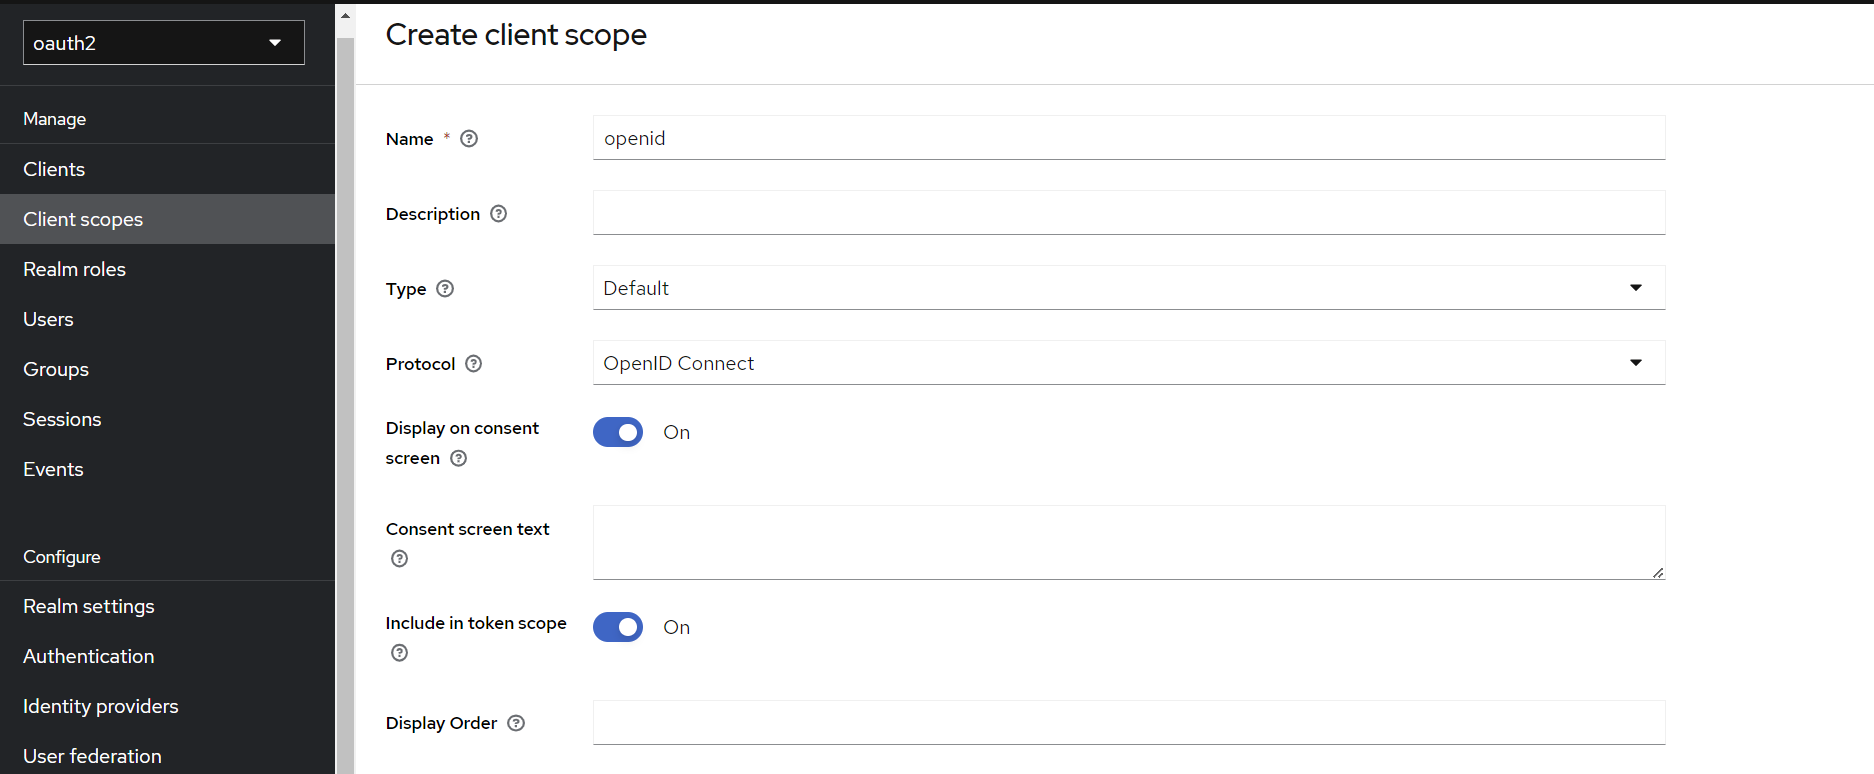 oauth2
Manage
Clients
Client scopes
Realm roles
Users
Groups
Sessions
Events
Configure
Realm settings
Authentication
Identity providers
User federation
Create client scope
Name *
openid
Description
Type
Default
Protocol
OpenID Connect
Display on consent
screen
On
Consent screen text
Include in token scope
On
Display Order